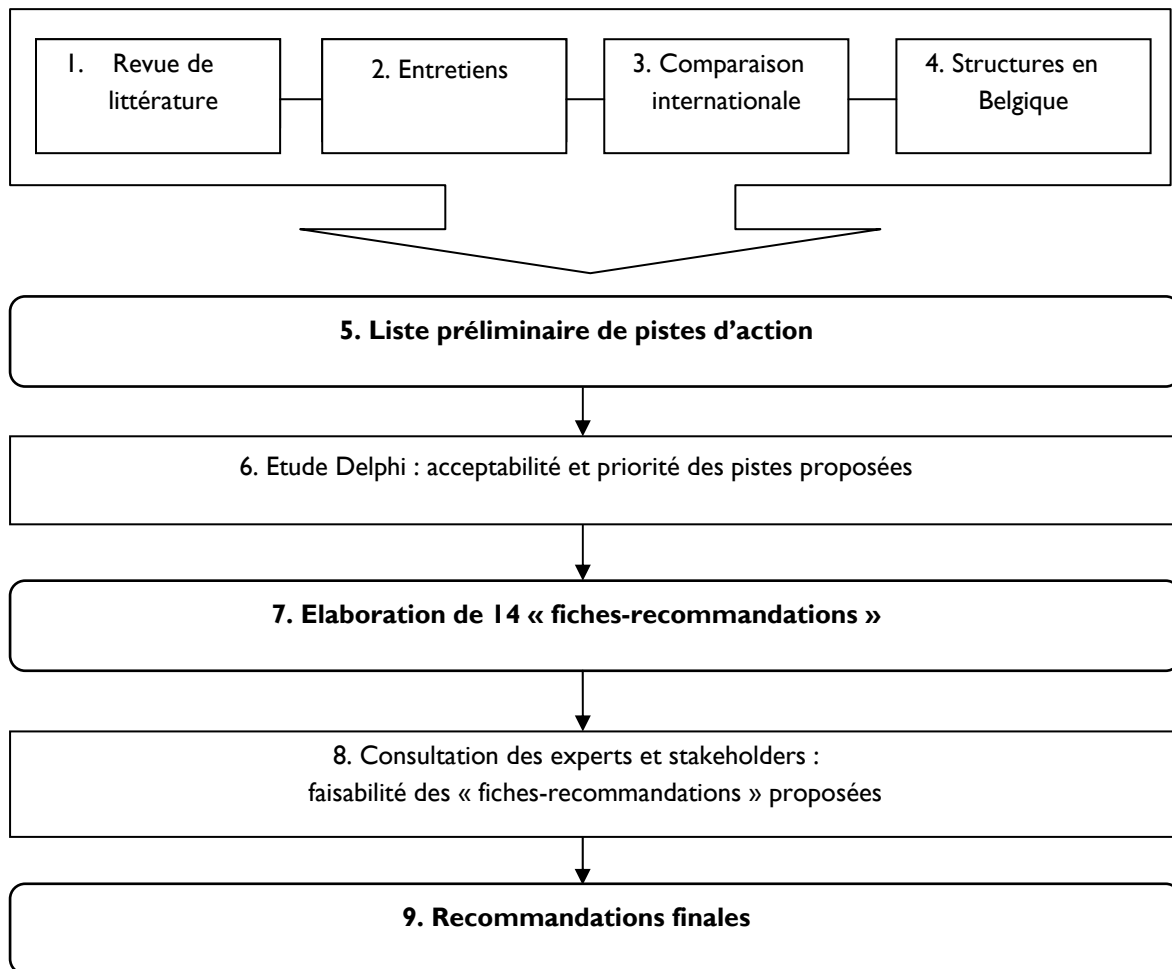 1. Revue de
littérature
2. Entretiens
3. Comparaison
internationale
4. Structures en
Belgique
5. Liste préliminaire de pistes d’action
6. Etude Delphi : acceptabilité et priorité des pistes proposées
7. Elaboration de 14 « fiches-recommandations »
8. Consultation des experts et stakeholders :
faisabilité des « fiches-recommandations » proposées
9. Recommandations finales